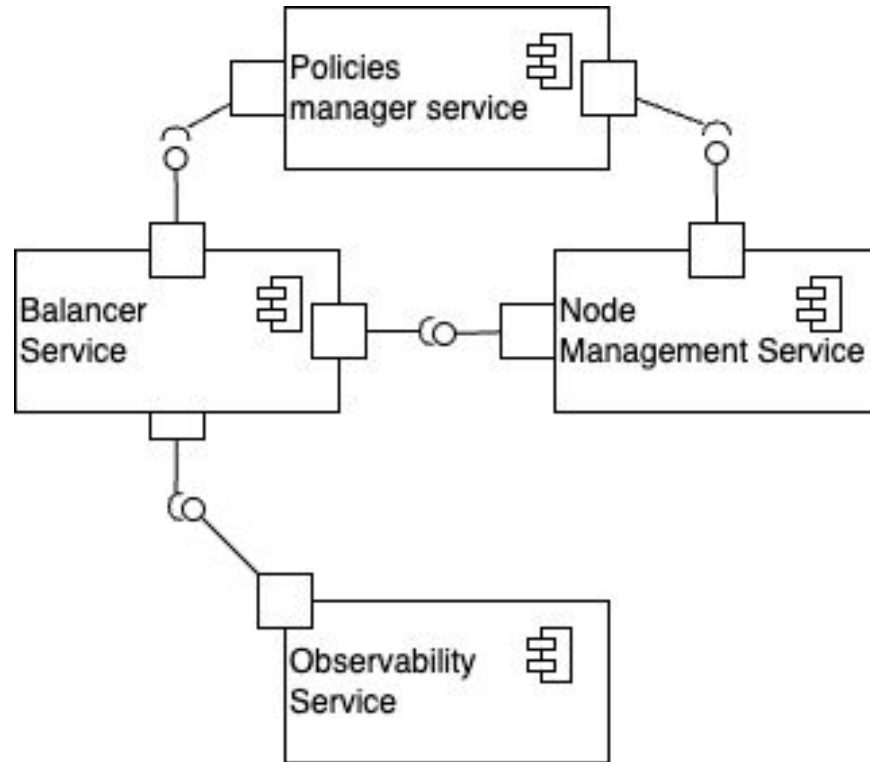 Policies
manager service
Balancer
Service
Node
Management Service
Observability
Service